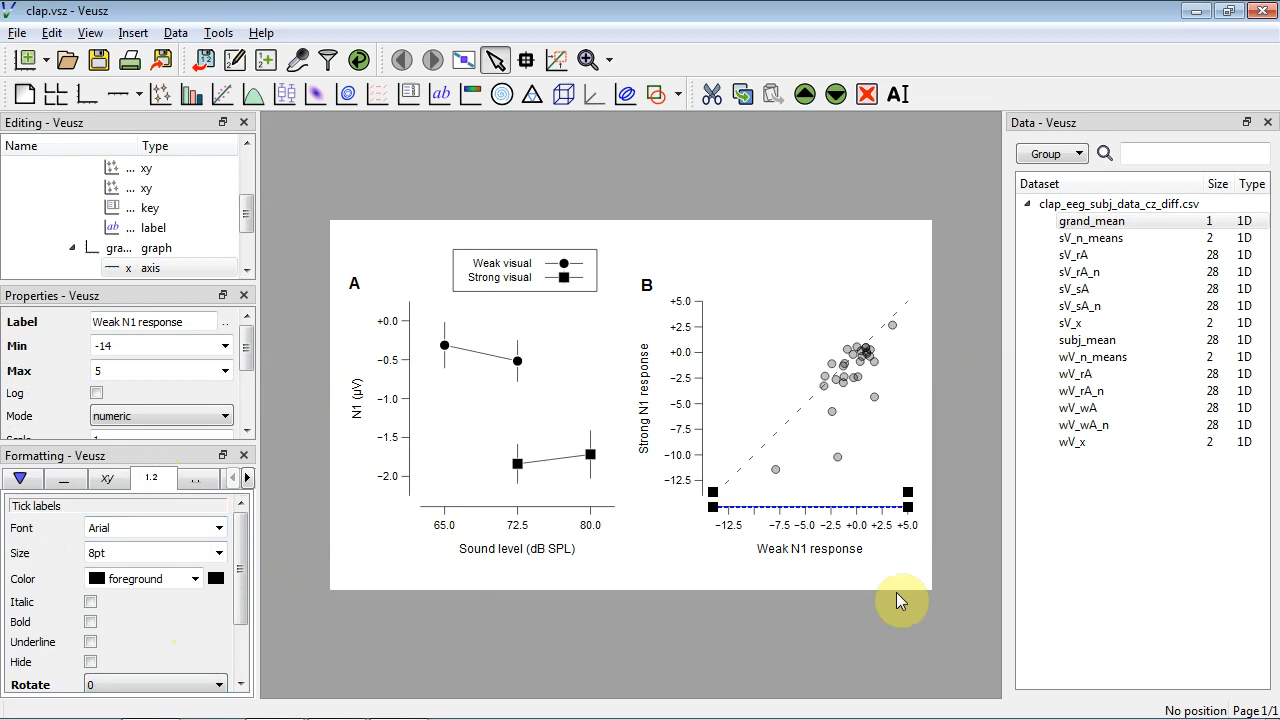 clap.vsz - Veusz
File Edit View Insert Data Tools Help
Editing - Veusz
Name Type
... xy
... xy
... key
... label
gra... graph
x axis
Properties - Veusz
Label Weak N1 response ..
Min -14
Max 5
Log
Mode numeric
Formatting - Veusz
xy 1.2 ..
Tick labels
Font Arial
Size 8pt
Color foreground
Italic
Bold
Underline
Hide
Rotate 0
Weak visual
Strong visual
A
+0.0
−0.5
−1.0
−1.5
−2.0
N1 (µV)
65.0 72.5 80.0
Sound level (dB SPL)
B
+5.0
+2.5
+0.0
−2.5
−5.0
−7.5
−10.0
−12.5
Strong N1 response
−12.5 −7.5 −5.0 −2.5 +0.0 +2.5 +5.0
Weak N1 response
Data - Veusz
Group
Dataset Size Type
clap_eeg_subj_data_cz_diff.csv
grand_mean 1 1D
sV_n_means 2 1D
sV_rA 28 1D
sV_rA_n 28 1D
sV_sA 28 1D
sV_sA_n 28 1D
sV_x 2 1D
subj_mean 28 1D
wV_n_means 2 1D
wV_rA 28 1D
wV_rA_n 28 1D
wV_wA 28 1D
wV_wA_n 28 1D
wV_x 2 1D
No position Page1/1